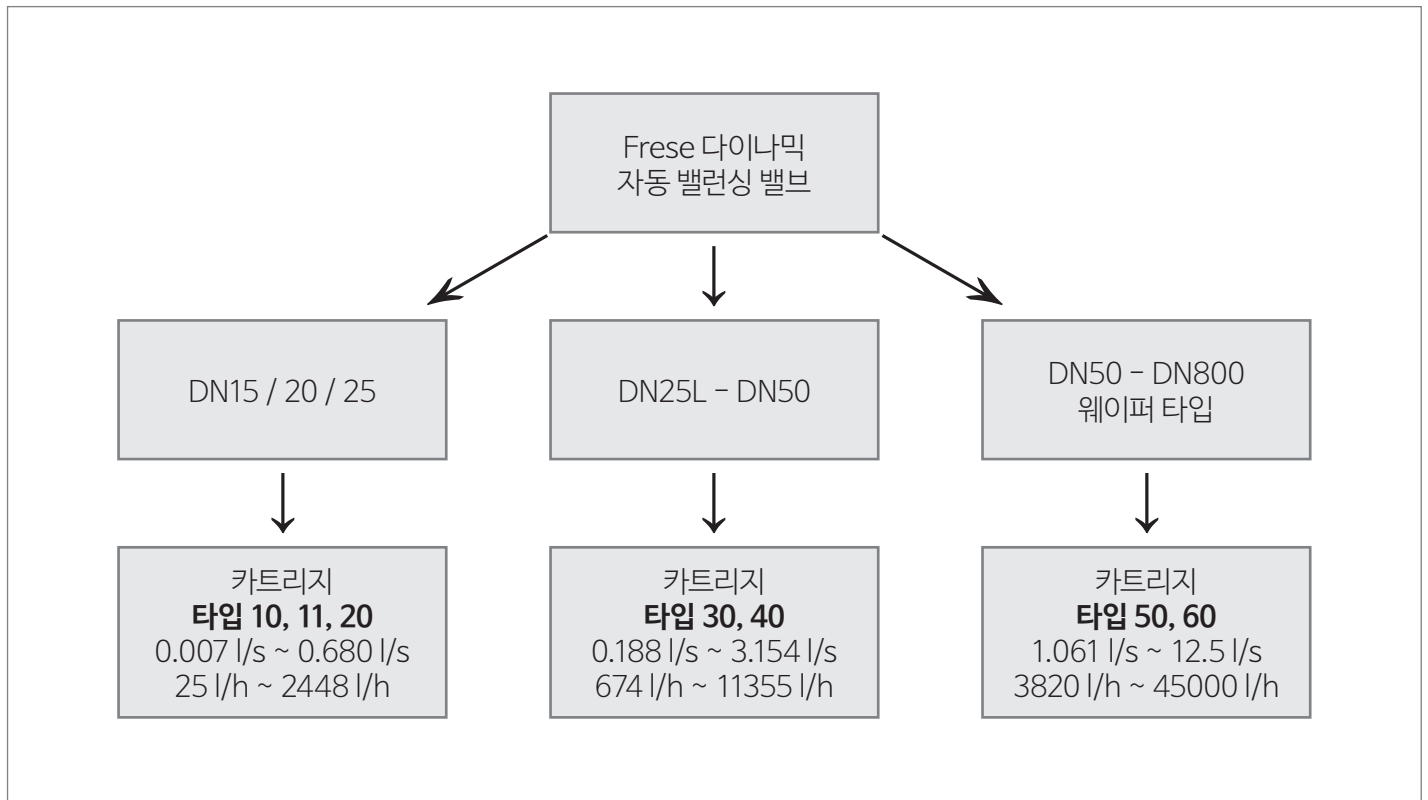 Frese 다이나믹
자동 밸런싱 밸브
DN15 / 20 / 25
DN25L – DN50
DN50 – DN800
웨이퍼 타입
카트리지
타입 10, 11, 20
0.007 l/s ~ 0.680 l/s
25 l/h ~ 2448 l/h
카트리지
타입 30, 40
0.188 l/s ~ 3.154 l/s
674 l/h ~ 11355 l/h
카트리지
타입 50, 60
1.061 l/s ~ 12.5 l/s
3820 l/h ~ 45000 l/h